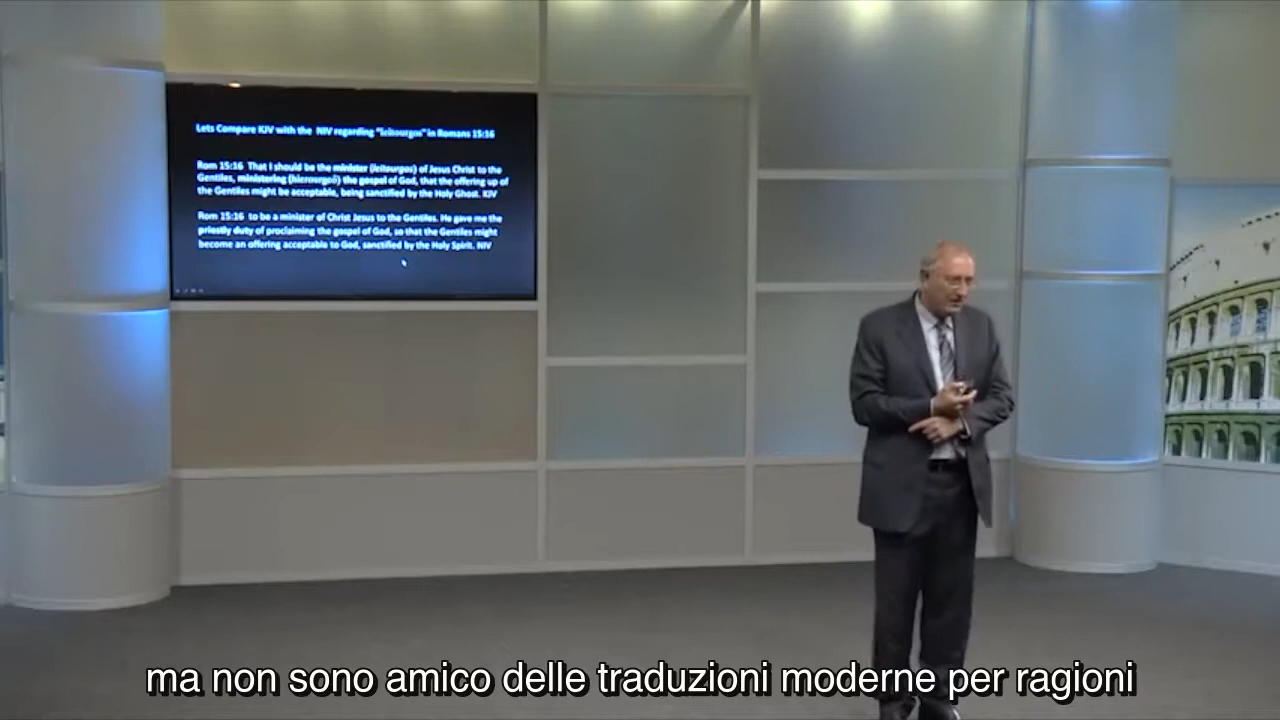 Lets Compare KJV with the NIV regarding "leitourgos" in Romans 15:16
Rom 15:16 That I should be the minister (leitourgos) of Jesus Christ to the
Gentiles, ministering (hierourgeō) the gospel of God, that the offering up of
the Gentiles might be acceptable, being sanctified by the Holy Ghost. KJV
Rom 15:16 to be a minister of Christ Jesus to the Gentiles. He gave me the
priestly duty of proclaiming the gospel of God, so that the Gentiles might
become an offering acceptable to God, sanctified by the Holy Spirit. NIV
ma non sono amico delle traduzioni moderne per ragioni